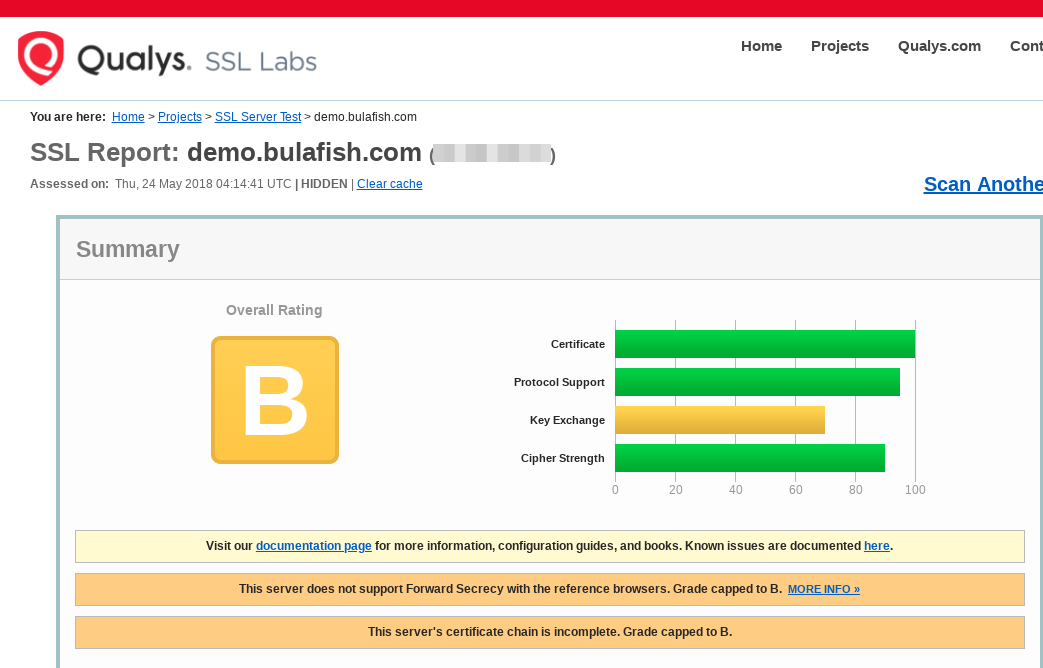 Qualys. SSL Labs
Home Projects Qualys.com Cont
You are here: Home > Projects > SSL Server Test > demo.bulafish.com
SSL Report: demo.bulafish.com ( )
Assessed on: Thu, 24 May 2018 04:14:41 UTC | HIDDEN | Clear cache
Scan Anothe
Summary
Overall Rating
B
Certificate
Protocol Support
Key Exchange
Cipher Strength
0 20 40 60 80 100
Visit our documentation page for more information, configuration guides, and books. Known issues are documented here.
This server does not support Forward Secrecy with the reference browsers. Grade capped to B. MORE INFO »
This server's certificate chain is incomplete. Grade capped to B.